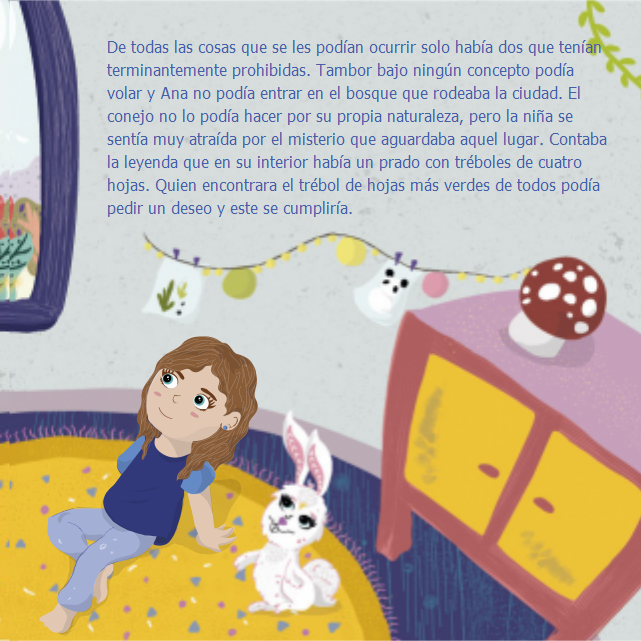 De todas las cosas que se les podían ocurrir solo había dos que tenían
terminantemente prohibidas. Tambor bajo ningún concepto podía
volar y Ana no podía entrar en el bosque que rodeaba la ciudad. El
conejo no lo podía hacer por su propia naturaleza, pero la niña se
sentía muy atraída por el misterio que aguardaba aquel lugar. Contaba
la leyenda que en su interior había un prado con tréboles de cuatro
hojas. Quien encontrara el trébol de hojas más verdes de todos podía
pedir un deseo y este se cumpliría.